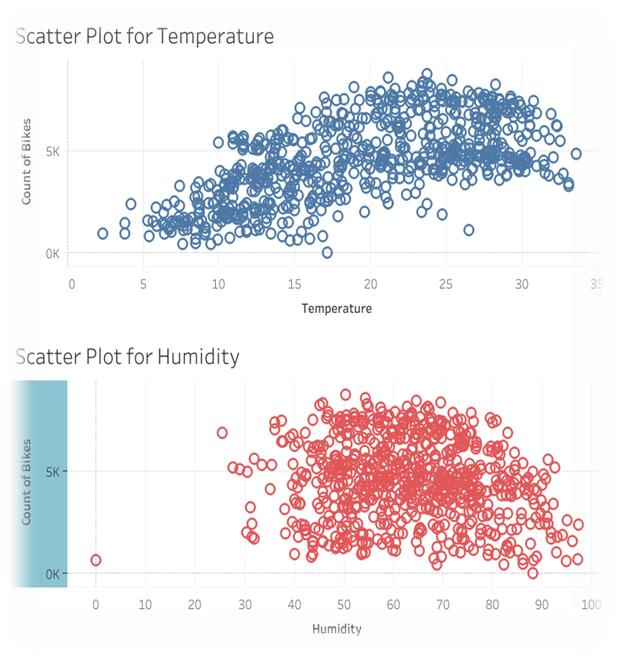 Scatter Plot for Temperature
Count of Bikes
5K
0K
0 5 10 15 20 25 30 35
Temperature
Scatter Plot for Humidity
Count of Bikes
5K
0K
0 10 20 30 40 50 60 70 80 90 100
Humidity